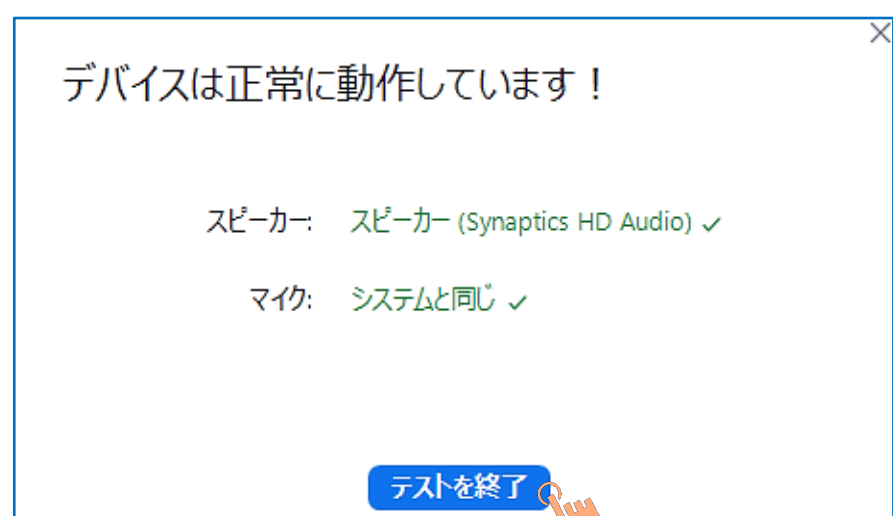 デバイスは正常に動作しています！
スピーカー: スピーカー (Synaptics HD Audio) ✓
マイク: システムと同じ ✓
テストを終了